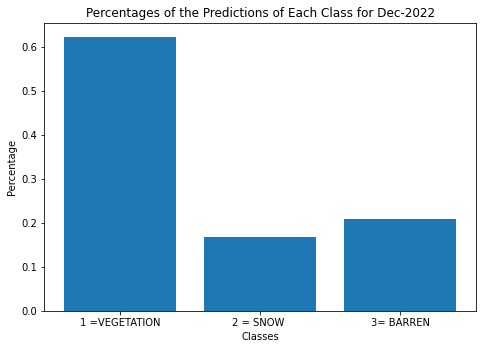 Percentages of the Predictions of Each Class for Dec-2022
Percentage
0.6
0.5
0.4
0.3
0.2
0.1
0.0
1 =VEGETATION 2 = SNOW 3= BARREN
Classes